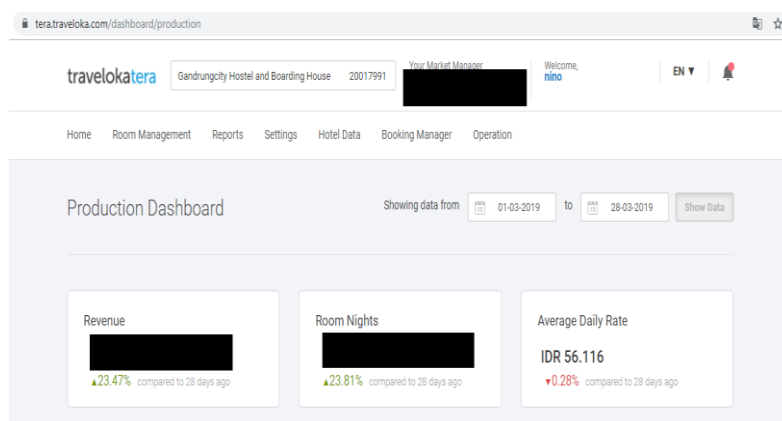 tera.traveloka.com/dashboard/production
travelokatera
Gandrungcity Hostel and Boarding House 20017991
Your Market Manager
Welcome,
nino
EN ▼
Home Room Management Reports Settings Hotel Data Booking Manager Operation
Production Dashboard
Showing data from 01-03-2019 to 28-03-2019 Show Data
Revenue
▲23.47% compared to 28 days ago
Room Nights
▲23.81% compared to 28 days ago
Average Daily Rate
IDR 56.116
▼0.28% compared to 28 days ago